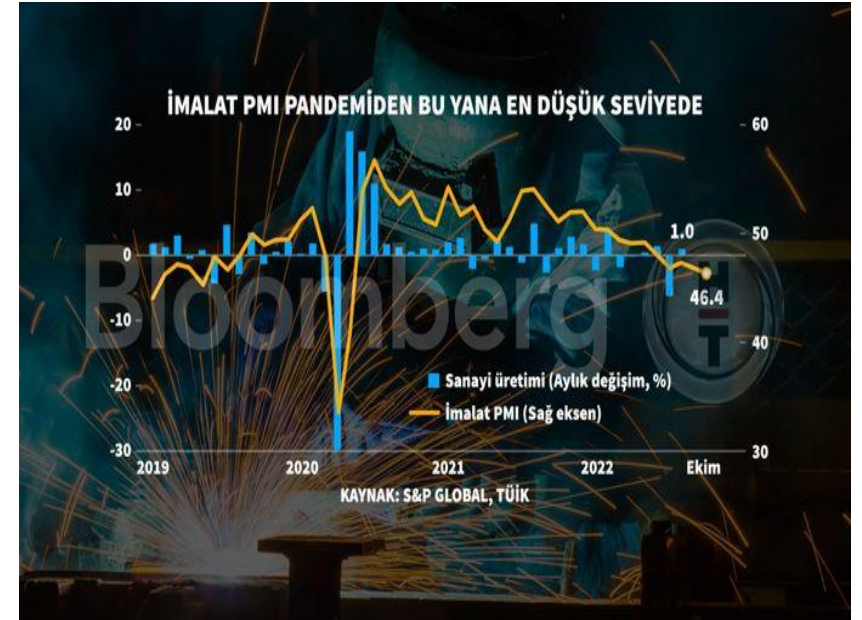 İMALAT PMI PANDEMİDEN BU YANA EN DÜŞÜK SEVİYEDE
20
60
10
1.0
50
0
46.4
Bloomberg HT
-10
40
-20
Sanayi üretimi (Aylık değişim, %)
İmalat PMI (Sağ eksen)
-30
30
2019
2020
2021
2022
Ekim
KAYNAK: S&P GLOBAL, TÜİK